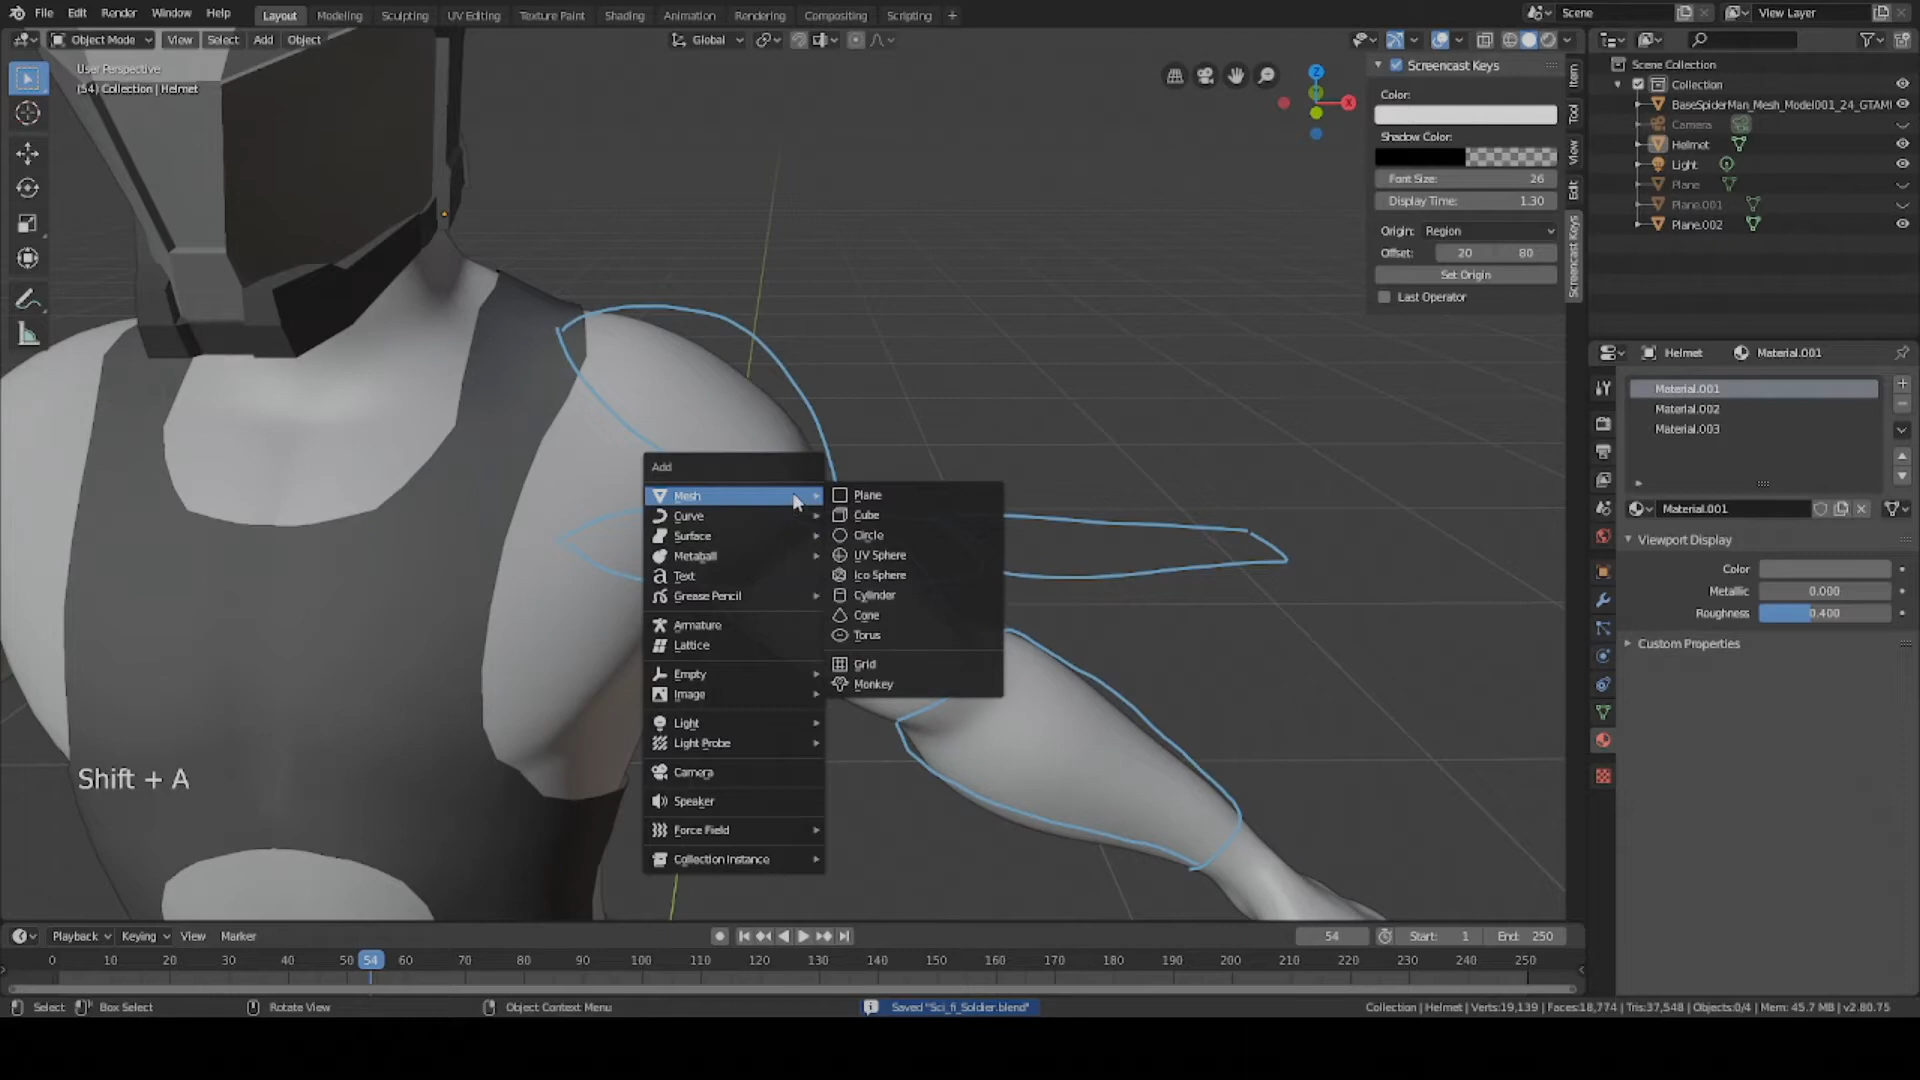 File Edit Render Window Help Layout Modeling Sculpting UV Editing Texture Paint Shading Animation Rendering Compositing Scripting + Scene View Layer
Object Mode View Select Add Object Global
User Perspective
(54) Collection | Helmet
Screencast Keys
Color:
Shadow Color:
Font Size: 26
Display Time: 1.30
Origin: Region
Offset: 20 80
Set Origin
Last Operator
Item
Tool
View
Edit
Screencast Keys
Z
X
Scene Collection
Collection
BaseSpiderMan_Mesh_Model001_24_GTAM
Camera
Helmet
Light
Plane
Plane.001
Plane.002
Helmet Material.001
Material.001
Material.002
Material.003
Material.001
Viewport Display
Color
Metallic 0.000
Roughness 0.400
Custom Properties
Add
Mesh
Curve
Surface
Metaball
Text
Grease Pencil
Armature
Lattice
Empty
Image
Light
Light Probe
Camera
Speaker
Force Field
Collection Instance
Plane
Cube
Circle
UV Sphere
Ico Sphere
Cylinder
Cone
Torus
Grid
Monkey
Shift + A
Playback Keying View Marker 54 Start: 1 End: 250
0 10 20 30 40 50 54 60 70 80 90 100 110 120 130 140 150 160 170 180 190 200 210 220 230 240 250
Select Box Select Rotate View Object Context Menu Saved "Sci_fi_Soldier.blend" Collection | Helmet | Verts:19,139 | Faces:18,774 | Tris:37,548 | Objects:0/4 | Mem: 45.7 MB | v2.80.75